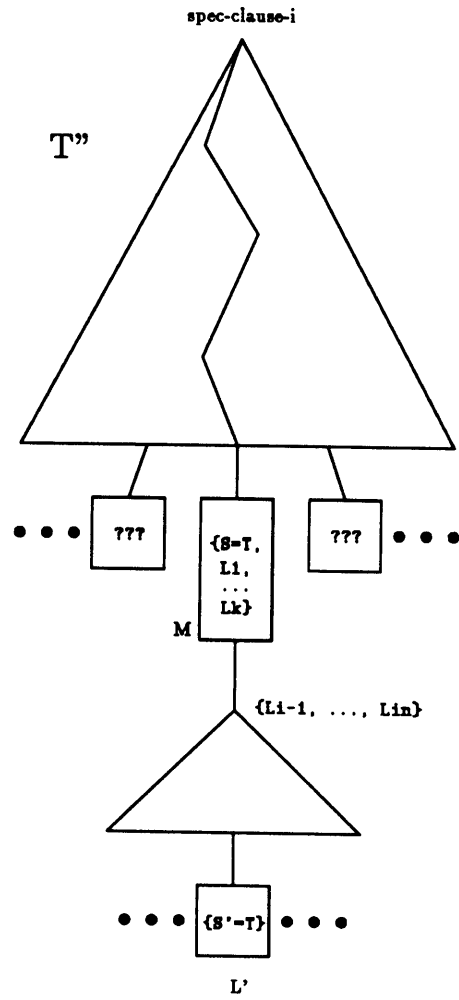 spec-clause-i
T”
??? 
{S=T,
L1,
...
Lk}
???
M
{Li-1, ..., Lin}
{S'=T}
L'